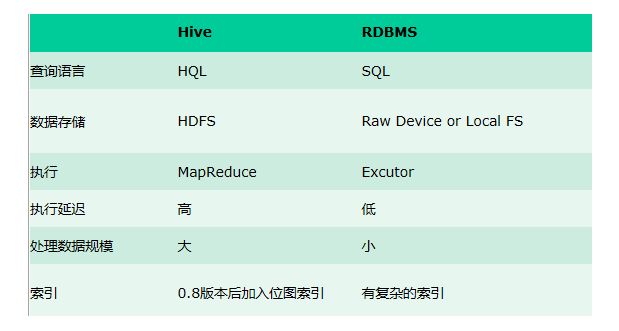 Hive RDBMS
查询语言 HQL SQL
数据存储 HDFS Raw Device or Local FS
执行 MapReduce Excutor
执行延迟 高 低
处理数据规模 大 小
索引 0.8版本后加入位图索引 有复杂的索引